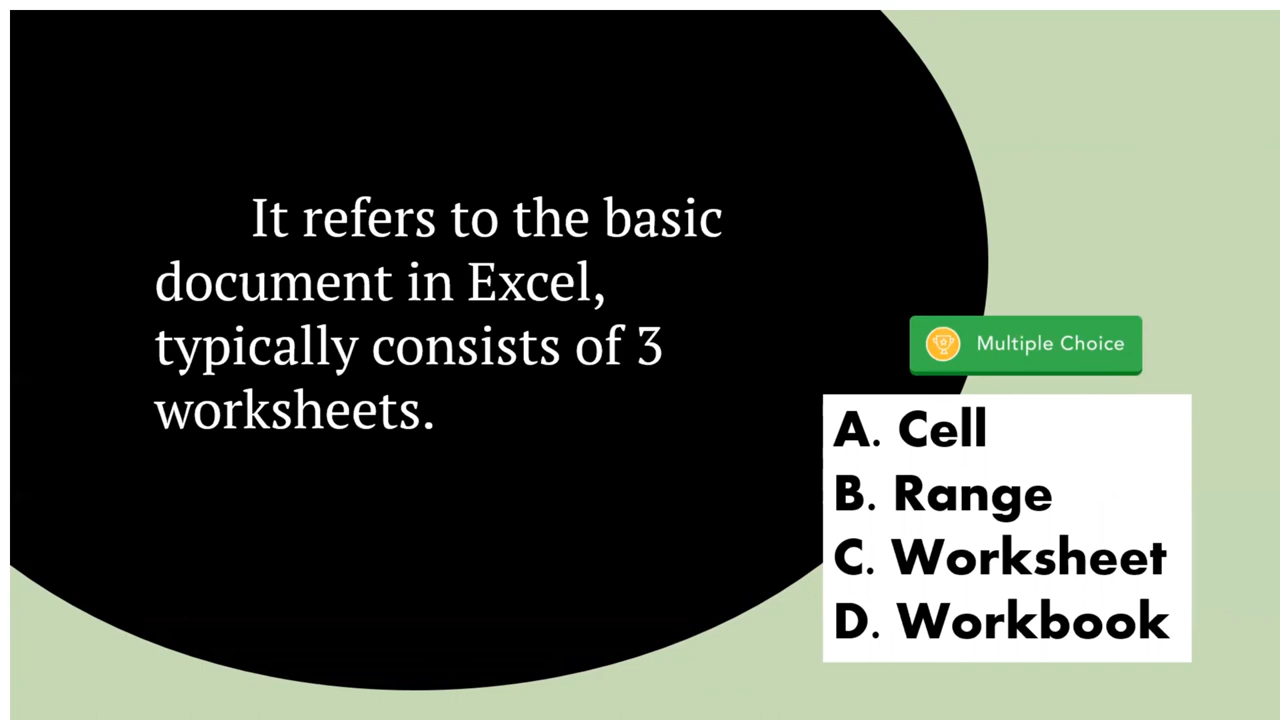 It refers to the basic
document in Excel,
typically consists of 3
worksheets.
Multiple Choice
A. Cell
B. Range
C. Worksheet
D. Workbook